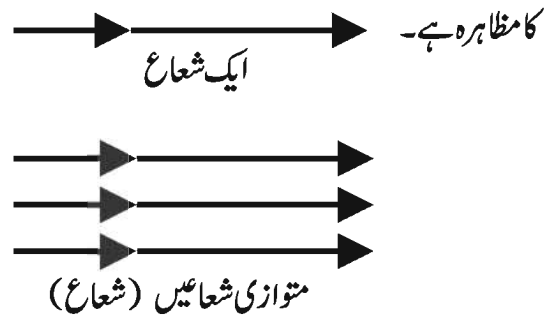 کا مظاہرہ ہے۔
ایک شعاع
متوازی شعاعیں (شعاع)